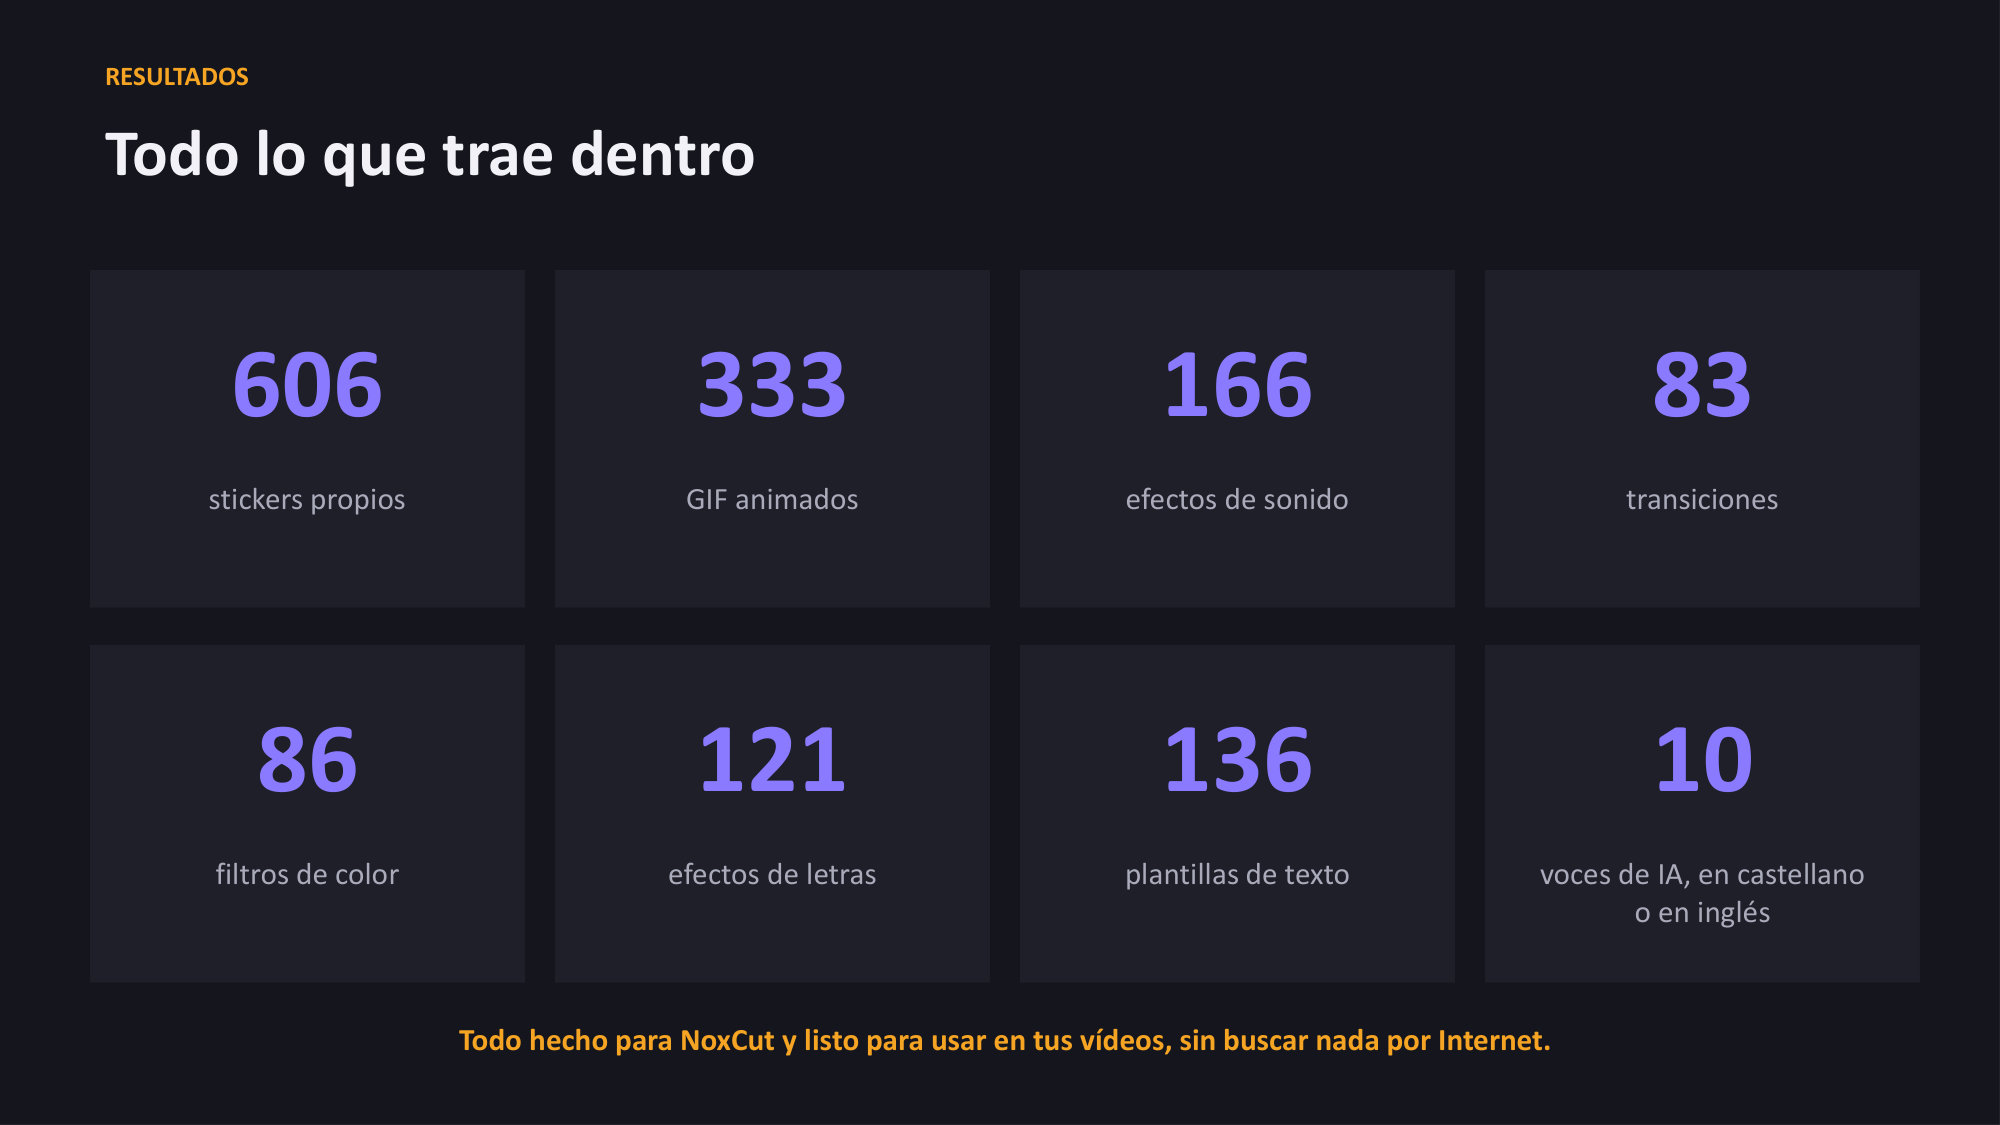 RESULTADOS
Todo lo que trae dentro
606
stickers propios
333
GIF animados
166
efectos de sonido
83
transiciones
86
filtros de color
121
efectos de letras
136
plantillas de texto
10
voces de IA, en castellano
o en inglés
Todo hecho para NoxCut y listo para usar en tus vídeos, sin buscar nada por Internet.